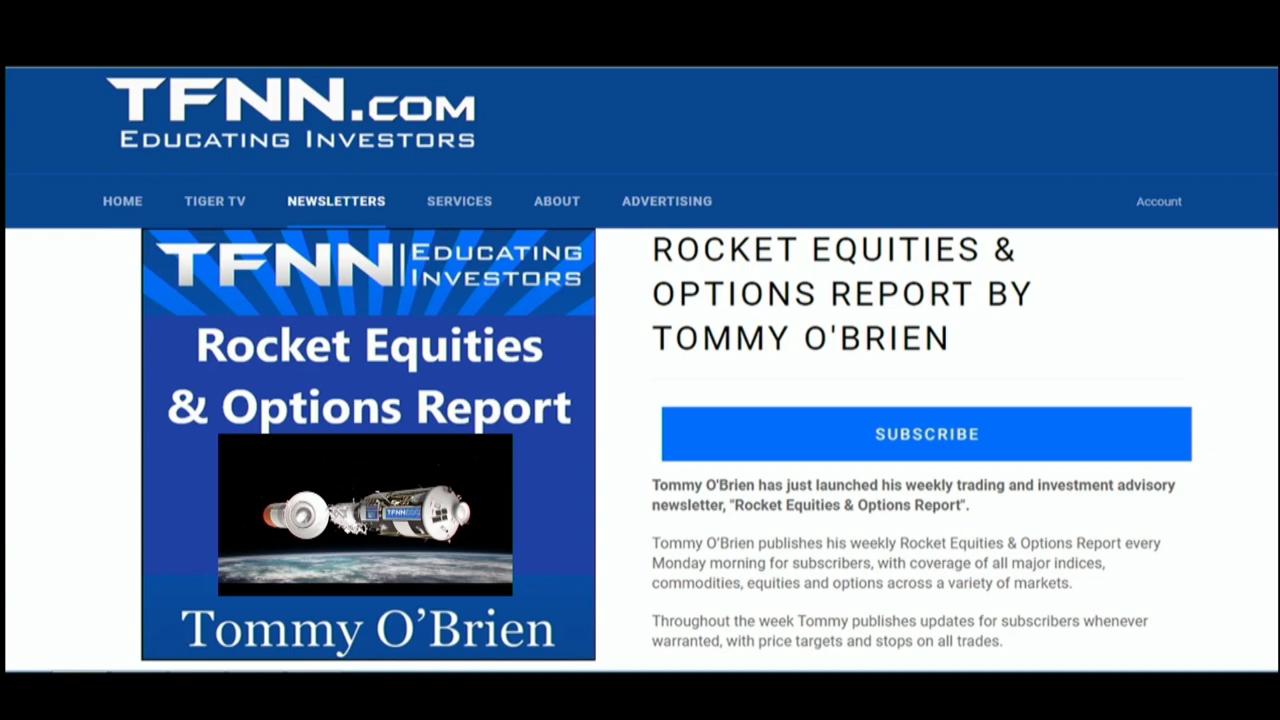 TFNN.COM
EDUCATING INVESTORS
HOME TIGER TV NEWSLETTERS SERVICES ABOUT ADVERTISING Account
TFNN EDUCATING
INVESTORS
Rocket Equities
& Options Report
TFNN
Tommy O’Brien
ROCKET EQUITIES &
OPTIONS REPORT BY
TOMMY O'BRIEN
SUBSCRIBE
Tommy O'Brien has just launched his weekly trading and investment advisory
newsletter, "Rocket Equities & Options Report".
Tommy O’Brien publishes his weekly Rocket Equities & Options Report every
Monday morning for subscribers, with coverage of all major indices,
commodities, equities and options across a variety of markets.
Throughout the week Tommy publishes updates for subscribers whenever
warranted, with price targets and stops on all trades.